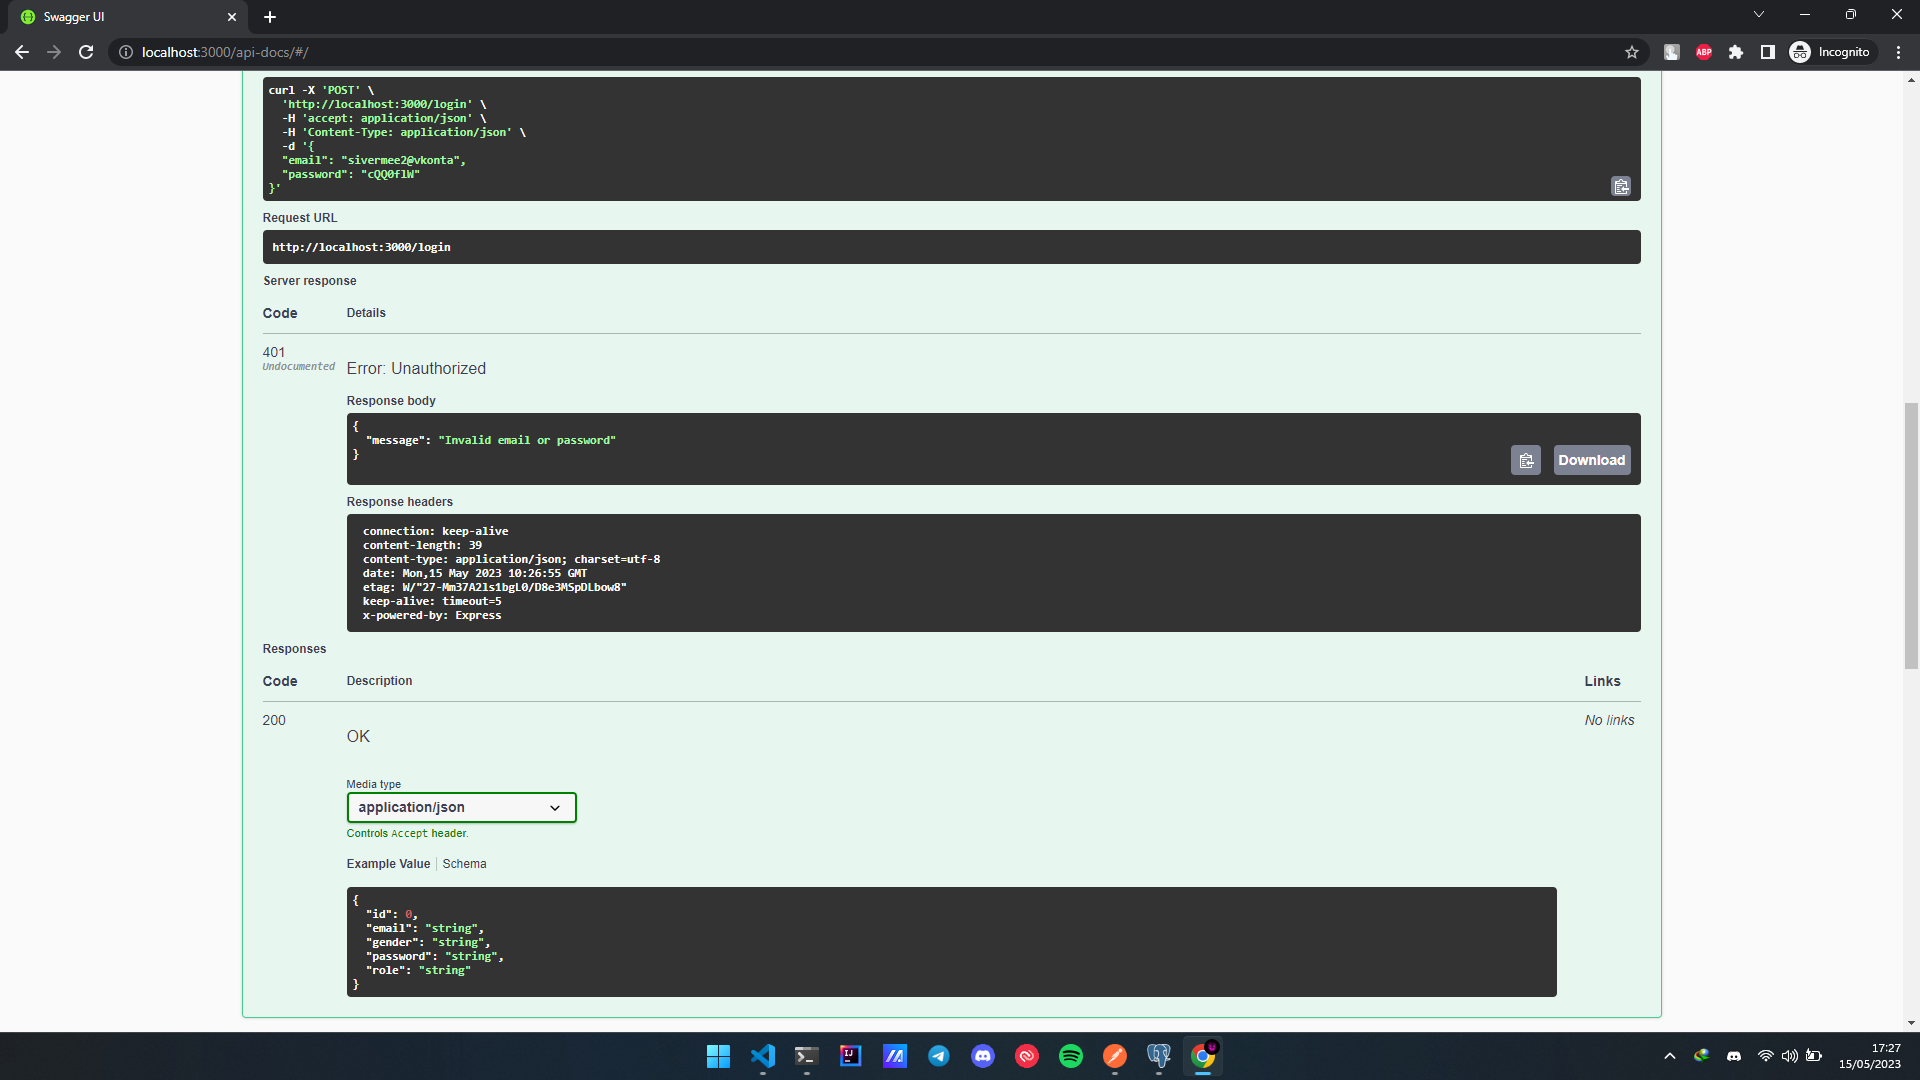 Swagger UI
localhost:3000/api-docs/#/
ABP
Incognito
curl -X 'POST' \
'http://localhost:3000/login' \
-H 'accept: application/json' \
-H 'Content-Type: application/json' \
-d '{
"email": "sivermee2@vkonta",
"password": "cQQ0flW"
}'
Request URL
http://localhost:3000/login
Server response
Code Details
401
Undocumented
Error: Unauthorized
Response body
{
"message": "Invalid email or password"
}
Download
Response headers
connection: keep-alive
content-length: 39
content-type: application/json; charset=utf-8
date: Mon,15 May 2023 10:26:55 GMT
etag: W/"27-Mm37A2ls1bgL0/D8e3MSpDLbow8"
keep-alive: timeout=5
x-powered-by: Express
Responses
Code Description Links
200 No links
OK
Media type
application/json
Controls Accept header.
Example Value Schema
{
"id": 0,
"email": "string",
"gender": "string",
"password": "string",
"role": "string"
}
IJ
17:27
15/05/2023